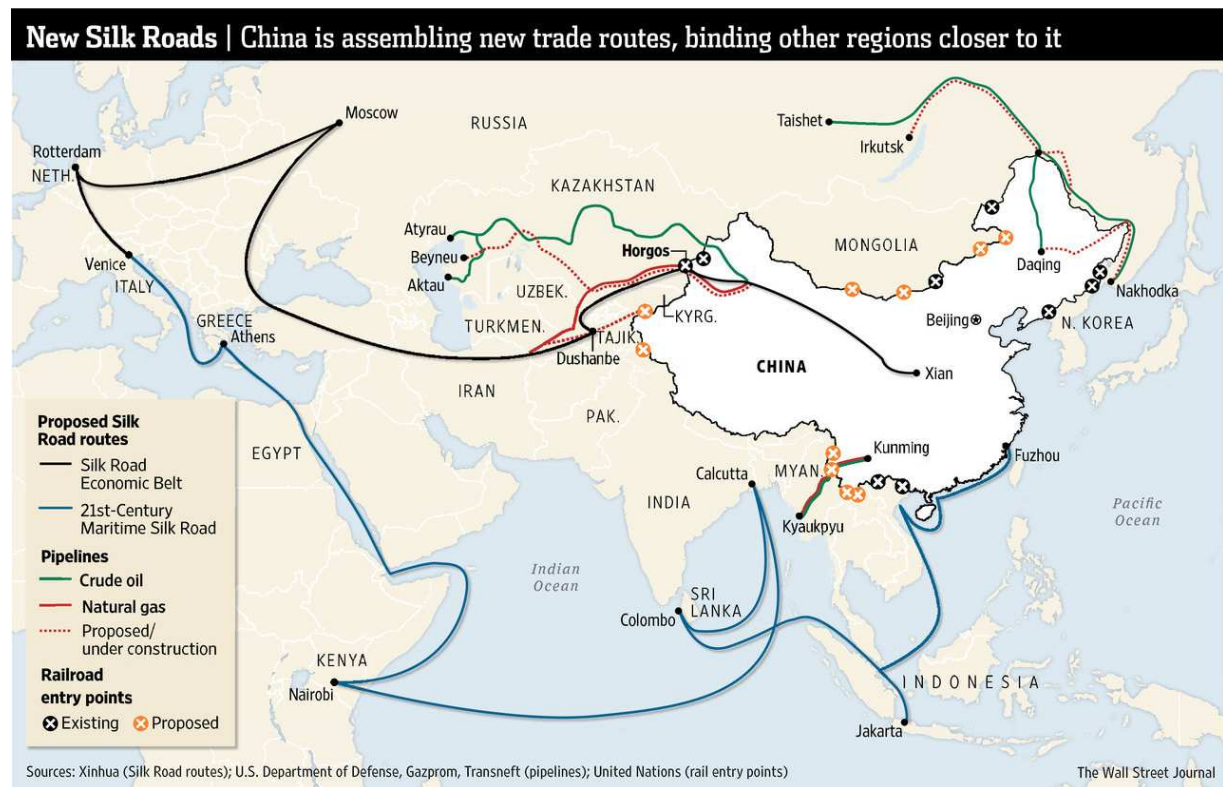 New Silk Roads | China is assembling new trade routes, binding other regions closer to it
Moscow
RUSSIA
Taishet
Irkutsk
Rotterdam
NETH.
KAZAKHSTAN
Atyrau
Beyneu
Aktau
Horgos
MONGOLIA
Daqing
Nakhodka
Venice
ITALY
UZBEK.
GREECE
Athens
TURKMEN.
KYRG.
TAJIK.
Dushanbe
Beijing
N. KOREA
CHINA
Xian
IRAN
PAK.
EGYPT
Kunming
Fuzhou
Calcutta
MYAN.
INDIA
Kyaukpyu
Pacific
Ocean
Indian
Ocean
SRI
LANKA
Colombo
KENYA
Nairobi
INDONESIA
Jakarta
Proposed Silk
Road routes
Silk Road
Economic Belt
21st-Century
Maritime Silk Road
Pipelines
Crude oil
Natural gas
Proposed/
under construction
Railroad
entry points
Existing
Proposed
Sources: Xinhua (Silk Road routes); U.S. Department of Defense, Gazprom, Transneft (pipelines); United Nations (rail entry points)
The Wall Street Journal